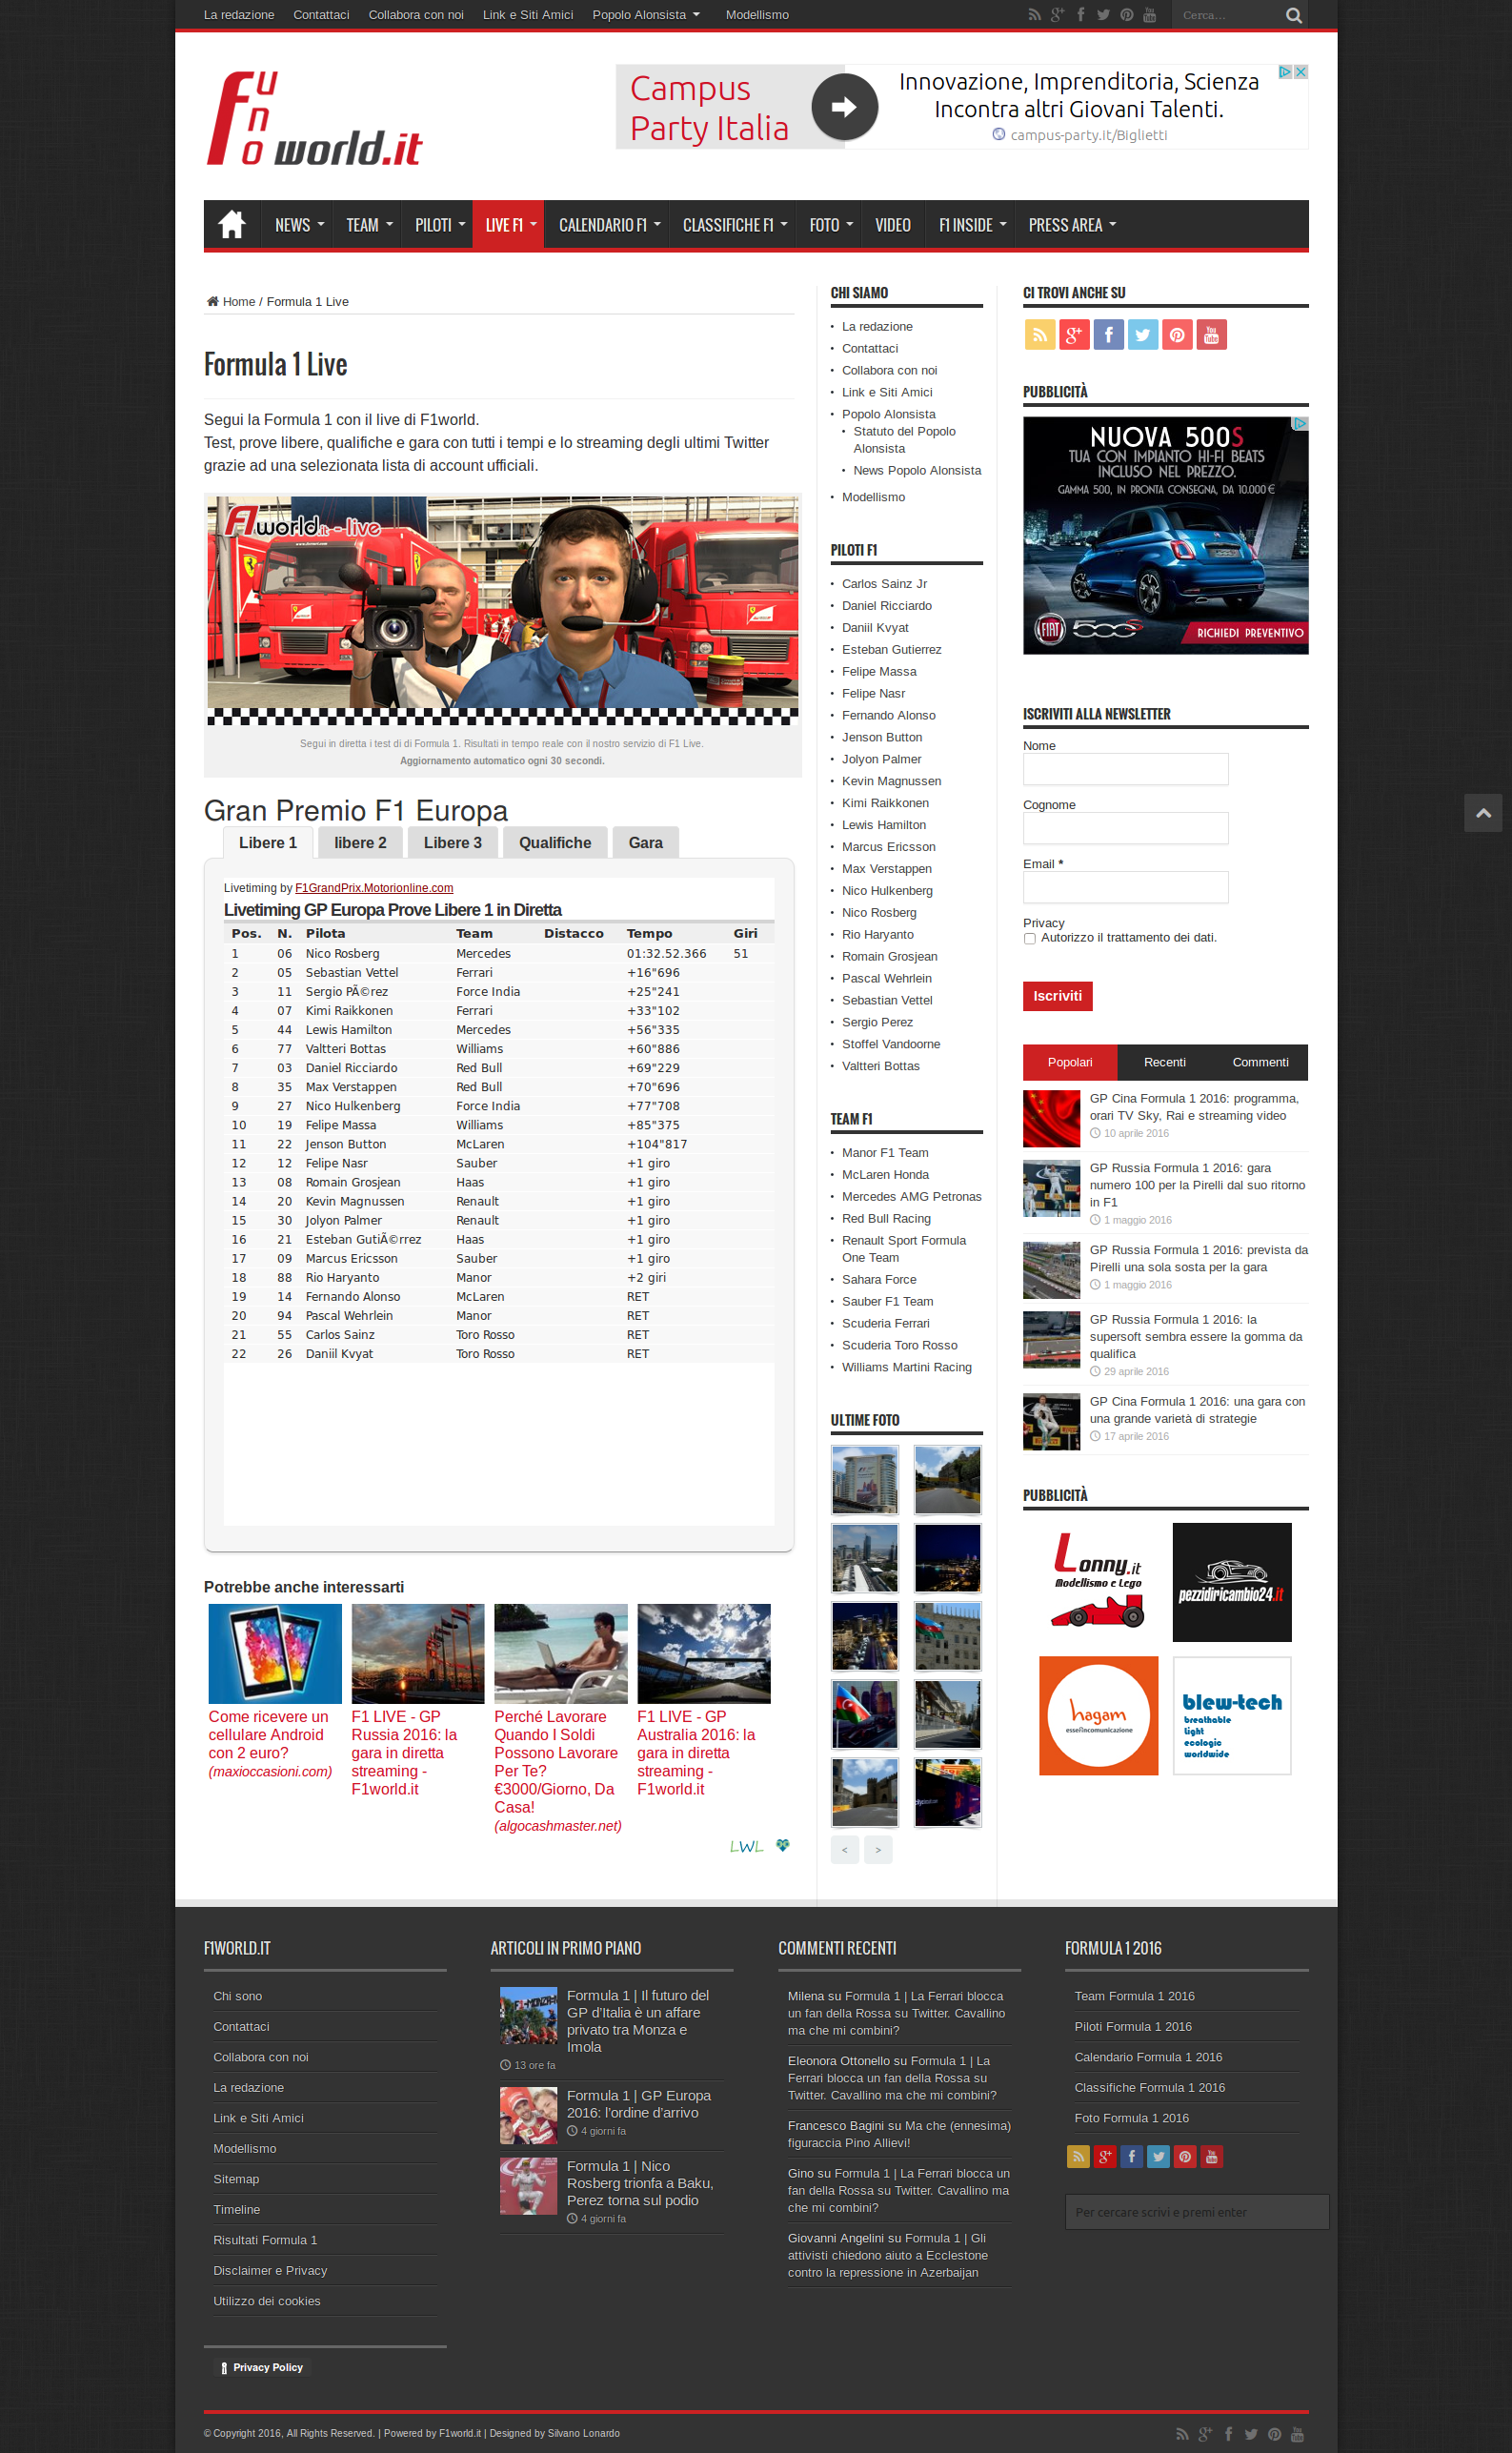 La redazione Contattaci Collabora con noi Link e Siti Amici Popolo Alonsista Modellismo
Cerca...
Funo world.it
Campus
Party Italia
Innovazione, Imprenditoria, Scienza
Incontra altri Giovani Talenti.
campus-party.it/Biglietti
NEWS TEAM PILOTI LIVE F1 CALENDARIO F1 CLASSIFICHE F1 FOTO VIDEO F1 INSIDE PRESS AREA
Home / Formula 1 Live
Formula 1 Live
Segui la Formula 1 con il live di F1world.
Test, prove libere, qualifiche e gara con tutti i tempi e lo streaming degli ultimi Twitter
grazie ad una selezionata lista di account ufficiali.
F1world.it - live
Segui in diretta i test di di Formula 1. Risultati in tempo reale con il nostro servizio di F1 Live.
Aggiornamento automatico ogni 30 secondi.
Gran Premio F1 Europa
Libere 1 libere 2 Libere 3 Qualifiche Gara
Livetiming by F1GrandPrix.Motorionline.com
Livetiming GP Europa Prove Libere 1 in Diretta
Pos. N. Pilota Team Distacco Tempo Giri
1 06 Nico Rosberg Mercedes 01:32.52.366 51
2 05 Sebastian Vettel Ferrari +16"696
3 11 Sergio PÃ©rez Force India +25"241
4 07 Kimi Raikkonen Ferrari +33"102
5 44 Lewis Hamilton Mercedes +56"335
6 77 Valtteri Bottas Williams +60"886
7 03 Daniel Ricciardo Red Bull +69"229
8 35 Max Verstappen Red Bull +70"696
9 27 Nico Hulkenberg Force India +77"708
10 19 Felipe Massa Williams +85"375
11 22 Jenson Button McLaren +104"817
12 12 Felipe Nasr Sauber +1 giro
13 08 Romain Grosjean Haas +1 giro
14 20 Kevin Magnussen Renault +1 giro
15 30 Jolyon Palmer Renault +1 giro
16 21 Esteban GutiÃ©rrez Haas +1 giro
17 09 Marcus Ericsson Sauber +1 giro
18 88 Rio Haryanto Manor +2 giri
19 14 Fernando Alonso McLaren RET
20 94 Pascal Wehrlein Manor RET
21 55 Carlos Sainz Toro Rosso RET
22 26 Daniil Kvyat Toro Rosso RET
Potrebbe anche interessarti
Come ricevere un
cellulare Android
con 2 euro?
(maxioccasioni.com)
F1 LIVE - GP
Russia 2016: la
gara in diretta
streaming -
F1world.it
Perché Lavorare
Quando I Soldi
Possono Lavorare
Per Te?
€3000/Giorno, Da
Casa!
(algocashmaster.net)
F1 LIVE - GP
Australia 2016: la
gara in diretta
streaming -
F1world.it
LWL
CHI SIAMO
La redazione
Contattaci
Collabora con noi
Link e Siti Amici
Popolo Alonsista
Statuto del Popolo
Alonsista
News Popolo Alonsista
Modellismo
PILOTI F1
Carlos Sainz Jr
Daniel Ricciardo
Daniil Kvyat
Esteban Gutierrez
Felipe Massa
Felipe Nasr
Fernando Alonso
Jenson Button
Jolyon Palmer
Kevin Magnussen
Kimi Raikkonen
Lewis Hamilton
Marcus Ericsson
Max Verstappen
Nico Hulkenberg
Nico Rosberg
Rio Haryanto
Romain Grosjean
Pascal Wehrlein
Sebastian Vettel
Sergio Perez
Stoffel Vandoorne
Valtteri Bottas
TEAM F1
Manor F1 Team
McLaren Honda
Mercedes AMG Petronas
Red Bull Racing
Renault Sport Formula
One Team
Sahara Force
Sauber F1 Team
Scuderia Ferrari
Scuderia Toro Rosso
Williams Martini Racing
ULTIME FOTO
< >
CI TROVI ANCHE SU
PUBBLICITÀ
NUOVA 500S
TUA CON IMPIANTO HI-FI BEATS
INCLUSO NEL PREZZO.
GAMMA 500, IN PRONTA CONSEGNA, DA 10.000 €
FIAT 500S
RICHIEDI PREVENTIVO
ISCRIVITI ALLA NEWSLETTER
Nome
Cognome
Email *
Privacy
Autorizzo il trattamento dei dati.
Iscriviti
Popolari Recenti Commenti
GP Cina Formula 1 2016: programma,
orari TV Sky, Rai e streaming video
10 aprile 2016
GP Russia Formula 1 2016: gara
numero 100 per la Pirelli dal suo ritorno
in F1
1 maggio 2016
GP Russia Formula 1 2016: prevista da
Pirelli una sola sosta per la gara
1 maggio 2016
GP Russia Formula 1 2016: la
supersoft sembra essere la gomma da
qualifica
29 aprile 2016
GP Cina Formula 1 2016: una gara con
una grande varietà di strategie
17 aprile 2016
PUBBLICITÀ
Lonny.it
Modellismo e Lego
pezzidiricambio24.it
hagam
essenincomunicazione
blew-tech
breathable
light
ecologic
worldwide
F1WORLD.IT
Chi sono
Contattaci
Collabora con noi
La redazione
Link e Siti Amici
Modellismo
Sitemap
Timeline
Risultati Formula 1
Disclaimer e Privacy
Utilizzo dei cookies
Privacy Policy
ARTICOLI IN PRIMO PIANO
Formula 1 | Il futuro del
GP d'Italia è un affare
privato tra Monza e
Imola
13 ore fa
Formula 1 | GP Europa
2016: l'ordine d'arrivo
4 giorni fa
Formula 1 | Nico
Rosberg trionfa a Baku,
Perez torna sul podio
4 giorni fa
COMMENTI RECENTI
Milena su Formula 1 | La Ferrari blocca
un fan della Rossa su Twitter. Cavallino
ma che mi combini?
Eleonora Ottonello su Formula 1 | La
Ferrari blocca un fan della Rossa su
Twitter. Cavallino ma che mi combini?
Francesco Bagini su Ma che (ennesima)
figuraccia Pino Allievi!
Gino su Formula 1 | La Ferrari blocca un
fan della Rossa su Twitter. Cavallino ma
che mi combini?
Giovanni Angelini su Formula 1 | Gli
attivisti chiedono aiuto a Ecclestone
contro la repressione in Azerbaijan
FORMULA 1 2016
Team Formula 1 2016
Piloti Formula 1 2016
Calendario Formula 1 2016
Classifiche Formula 1 2016
Foto Formula 1 2016
Per cercare scrivi e premi enter
© Copyright 2016, All Rights Reserved. | Powered by F1world.it | Designed by Silvano Lonardo